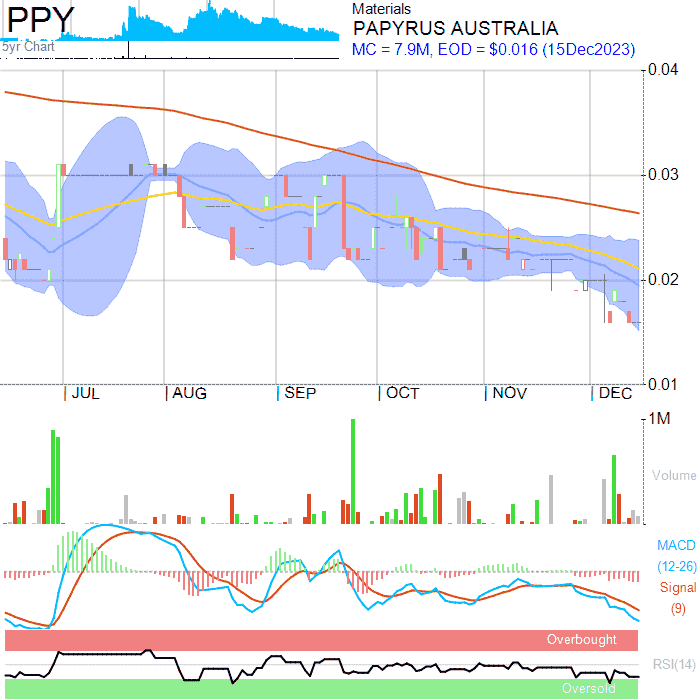 PPY
5yr Chart
Materials
PAPYRUS AUSTRALIA
MC = 7.9M, EOD = $0.016 (15Dec2023)
0.04
0.03
0.02
0.01
JUL AUG SEP OCT NOV DEC
1M
Volume
MACD
(12-26)
Signal
(9)
Overbought
RSI(14)
Oversold